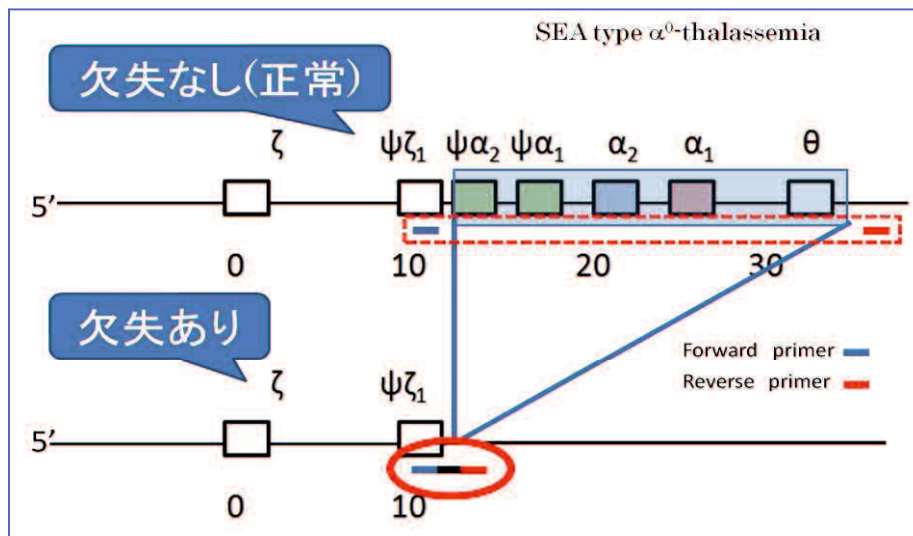 SEA type α⁰-thalassemia
欠失なし(正常)
ζ ψζ₁ ψα₂ ψα₁ α₂ α₁ θ
5’
0 10 20 30
欠失あり
Forward primer
Reverse primer
ζ ψζ₁
5’
0 10